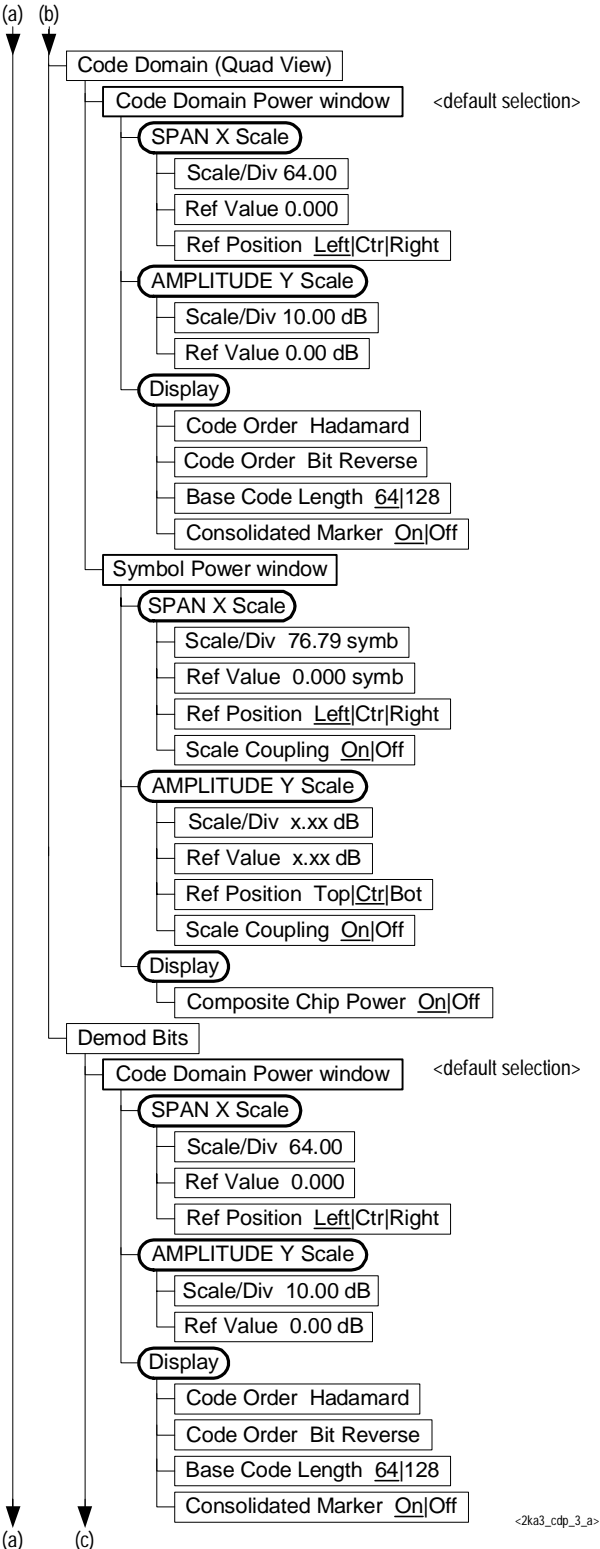 (a) (b)
Code Domain (Quad View)
Code Domain Power window <default selection>
SPAN X Scale
Scale/Div 64.00
Ref Value 0.000
Ref Position Left|Ctr|Right
AMPLITUDE Y Scale
Scale/Div 10.00 dB
Ref Value 0.00 dB
Display
Code Order Hadamard
Code Order Bit Reverse
Base Code Length 64|128
Consolidated Marker On|Off
Symbol Power window
SPAN X Scale
Scale/Div 76.79 symb
Ref Value 0.000 symb
Ref Position Left|Ctr|Right
Scale Coupling On|Off
AMPLITUDE Y Scale
Scale/Div x.xx dB
Ref Value x.xx dB
Ref Position Top|Ctr|Bot
Scale Coupling On|Off
Display
Composite Chip Power On|Off
Demod Bits
Code Domain Power window <default selection>
SPAN X Scale
Scale/Div 64.00
Ref Value 0.000
Ref Position Left|Ctr|Right
AMPLITUDE Y Scale
Scale/Div 10.00 dB
Ref Value 0.00 dB
Display
Code Order Hadamard
Code Order Bit Reverse
Base Code Length 64|128
Consolidated Marker On|Off
<2ka3_cdp_3_a>
(a) (c)